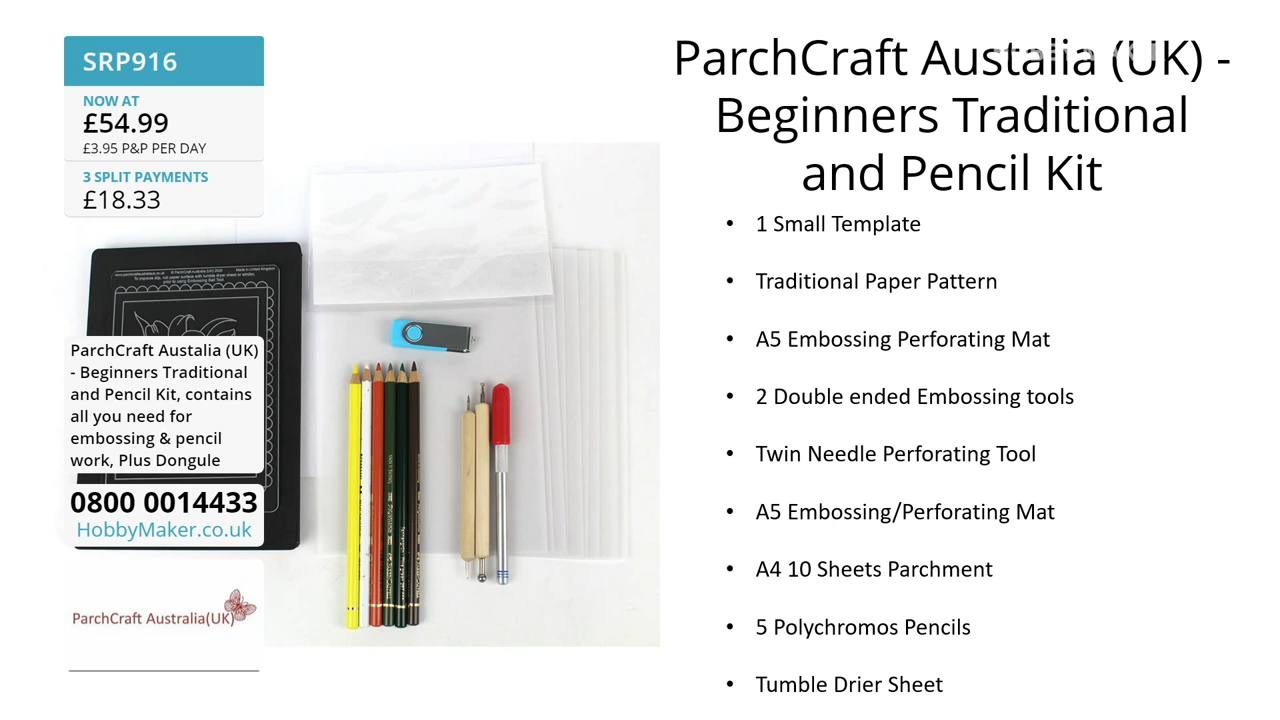 SRP916
NOW AT
£54.99
£3.95 P&P PER DAY
3 SPLIT PAYMENTS
£18.33
ParchCraft Austalia (UK)
- Beginners Traditional
and Pencil Kit, contains
all you need for
embossing & pencil
work, Plus Dongule
0800 0014433
HobbyMaker.co.uk
ParchCraft Australia(UK)
ParchCraft Austalia (UK) -
Beginners Traditional
and Pencil Kit
• 1 Small Template
• Traditional Paper Pattern
• A5 Embossing Perforating Mat
• 2 Double ended Embossing tools
• Twin Needle Perforating Tool
• A5 Embossing/Perforating Mat
• A4 10 Sheets Parchment
• 5 Polychromos Pencils
• Tumble Drier Sheet